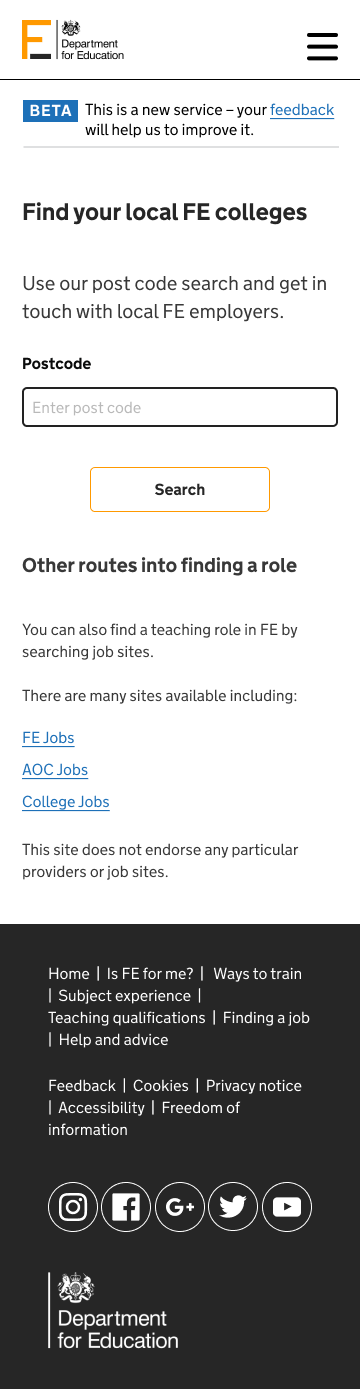 Department
for Education
BETA
This is a new service – your feedback
will help us to improve it.
Find your local FE colleges
Use our post code search and get in
touch with local FE employers.
Postcode
Enter post code
Search
Other routes into finding a role
You can also find a teaching role in FE by
searching job sites.
There are many sites available including:
FE Jobs
AOC Jobs
College Jobs
This site does not endorse any particular
providers or job sites.
Home | Is FE for me? | Ways to train
| Subject experience |
Teaching qualifications | Finding a job
| Help and advice
Feedback | Cookies | Privacy notice
| Accessibility | Freedom of
information
G+
Department
for Education